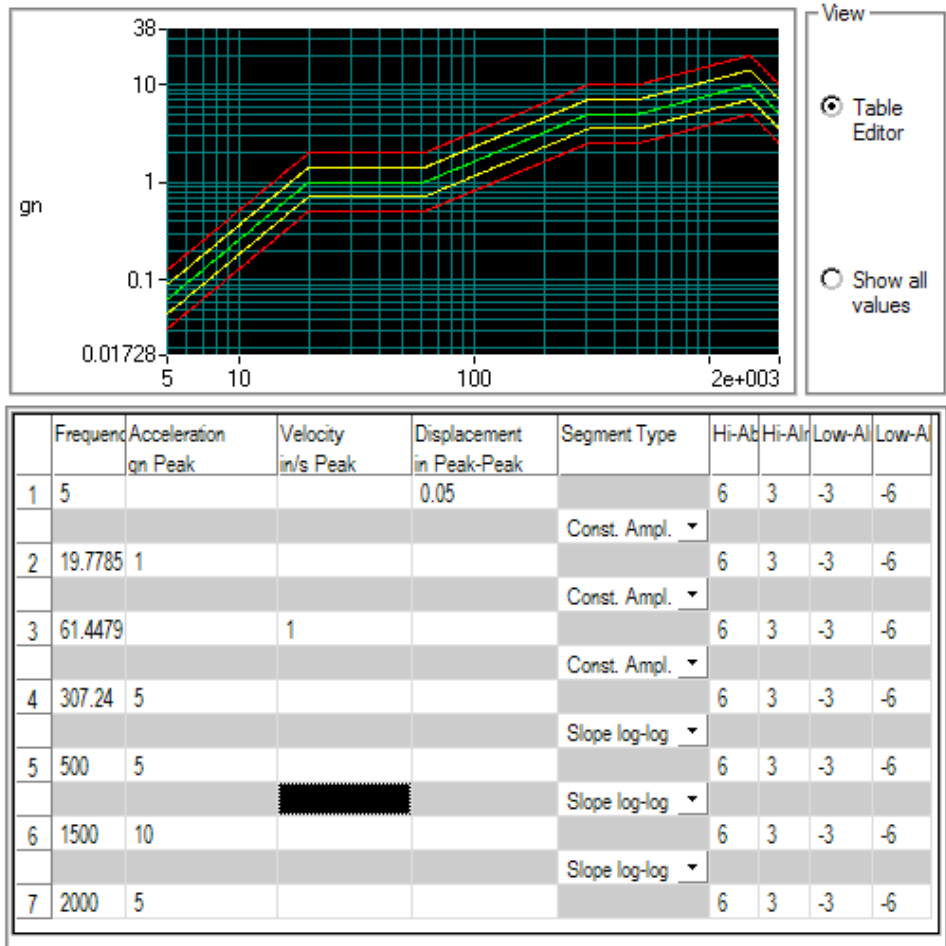 38
10
1
0.1
0.01728
gn
5 10 100 2e+003
View
Table
Editor
Show all
values
Frequenc Acceleration Velocity Displacement Segment Type Hi-Ab Hi-Alr Low-Al Low-Al
gn Peak in/s Peak in Peak-Peak
1 5 0.05 6 3 -3 -6
Const. Ampl.
2 19.7785 1 6 3 -3 -6
Const. Ampl.
3 61.4479 1 6 3 -3 -6
Const. Ampl.
4 307.24 5 6 3 -3 -6
Slope log-log
5 500 5 6 3 -3 -6
Slope log-log
6 1500 10 6 3 -3 -6
Slope log-log
7 2000 5 6 3 -3 -6